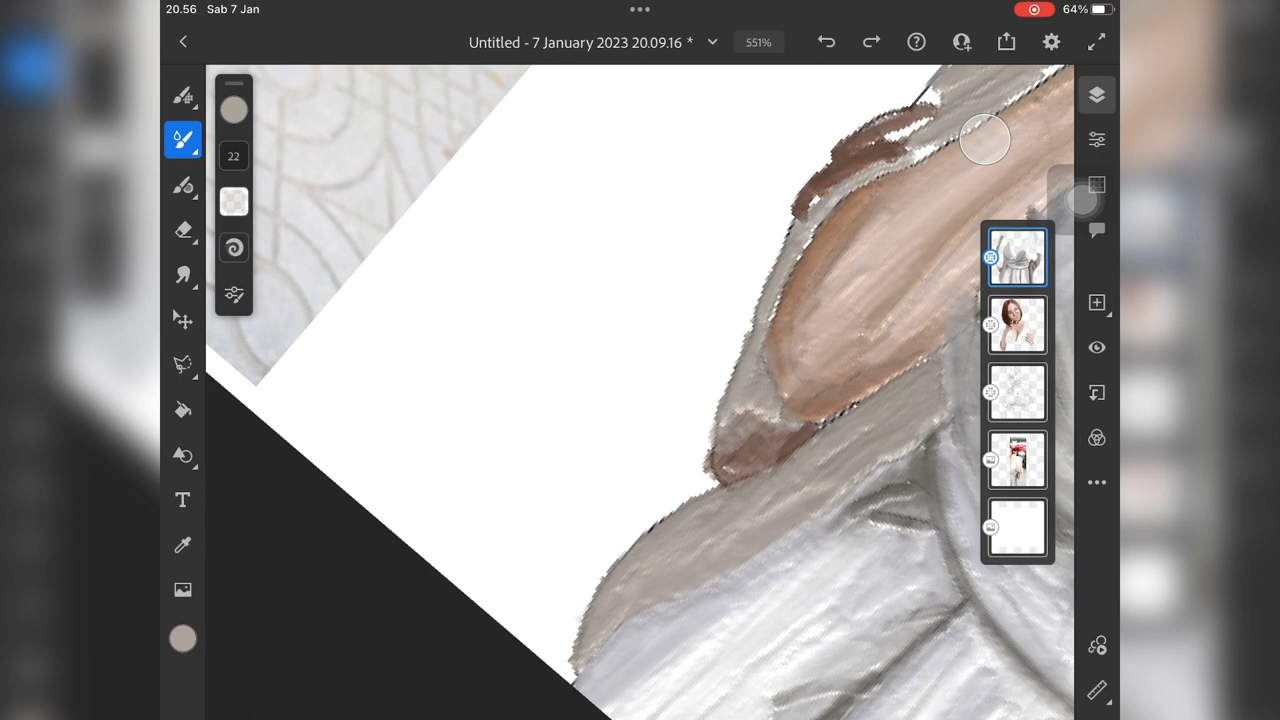 20.56 Sab 7 Jan
64%
Untitled - 7 January 2023 20.09.16 *
551%
22
T